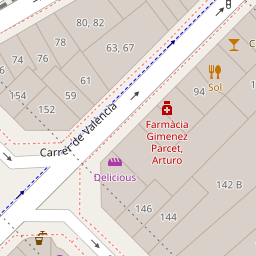 80, 82
78
74
63, 67
76
61
59
154
152
94
Sol
C
Carrer de València
Farmàcia
Gimenez
Parcet,
Arturo
Delicious
142 B
146
144